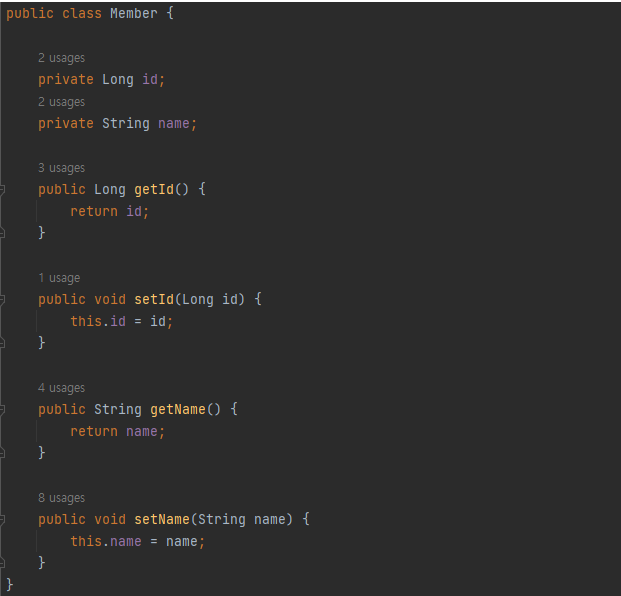 public class Member {
2 usages
private Long id;
2 usages
private String name;
3 usages
public Long getId() {
return id;
}
1 usage
public void setId(Long id) {
this.id = id;
}
4 usages
public String getName() {
return name;
}
8 usages
public void setName(String name) {
this.name = name;
}
}